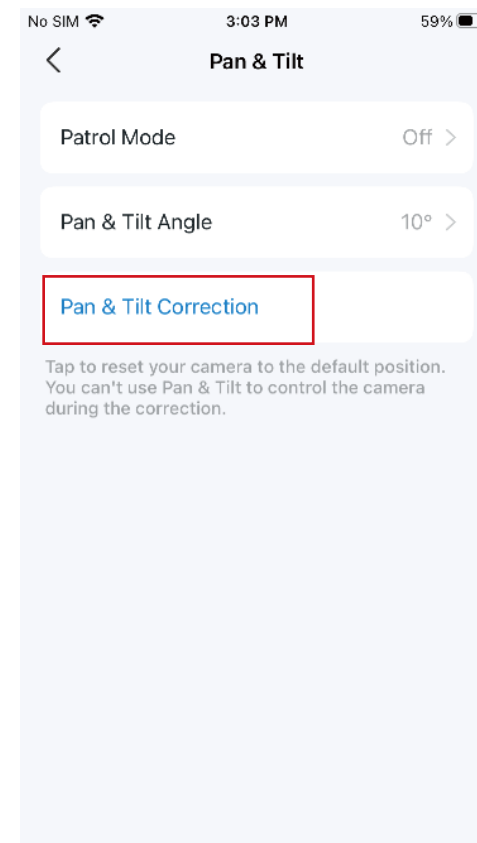 No SIM 3:03 PM 59%
Pan & Tilt
Patrol Mode Off
Pan & Tilt Angle 10°
Pan & Tilt Correction
Tap to reset your camera to the default position.
You can't use Pan & Tilt to control the camera
during the correction.